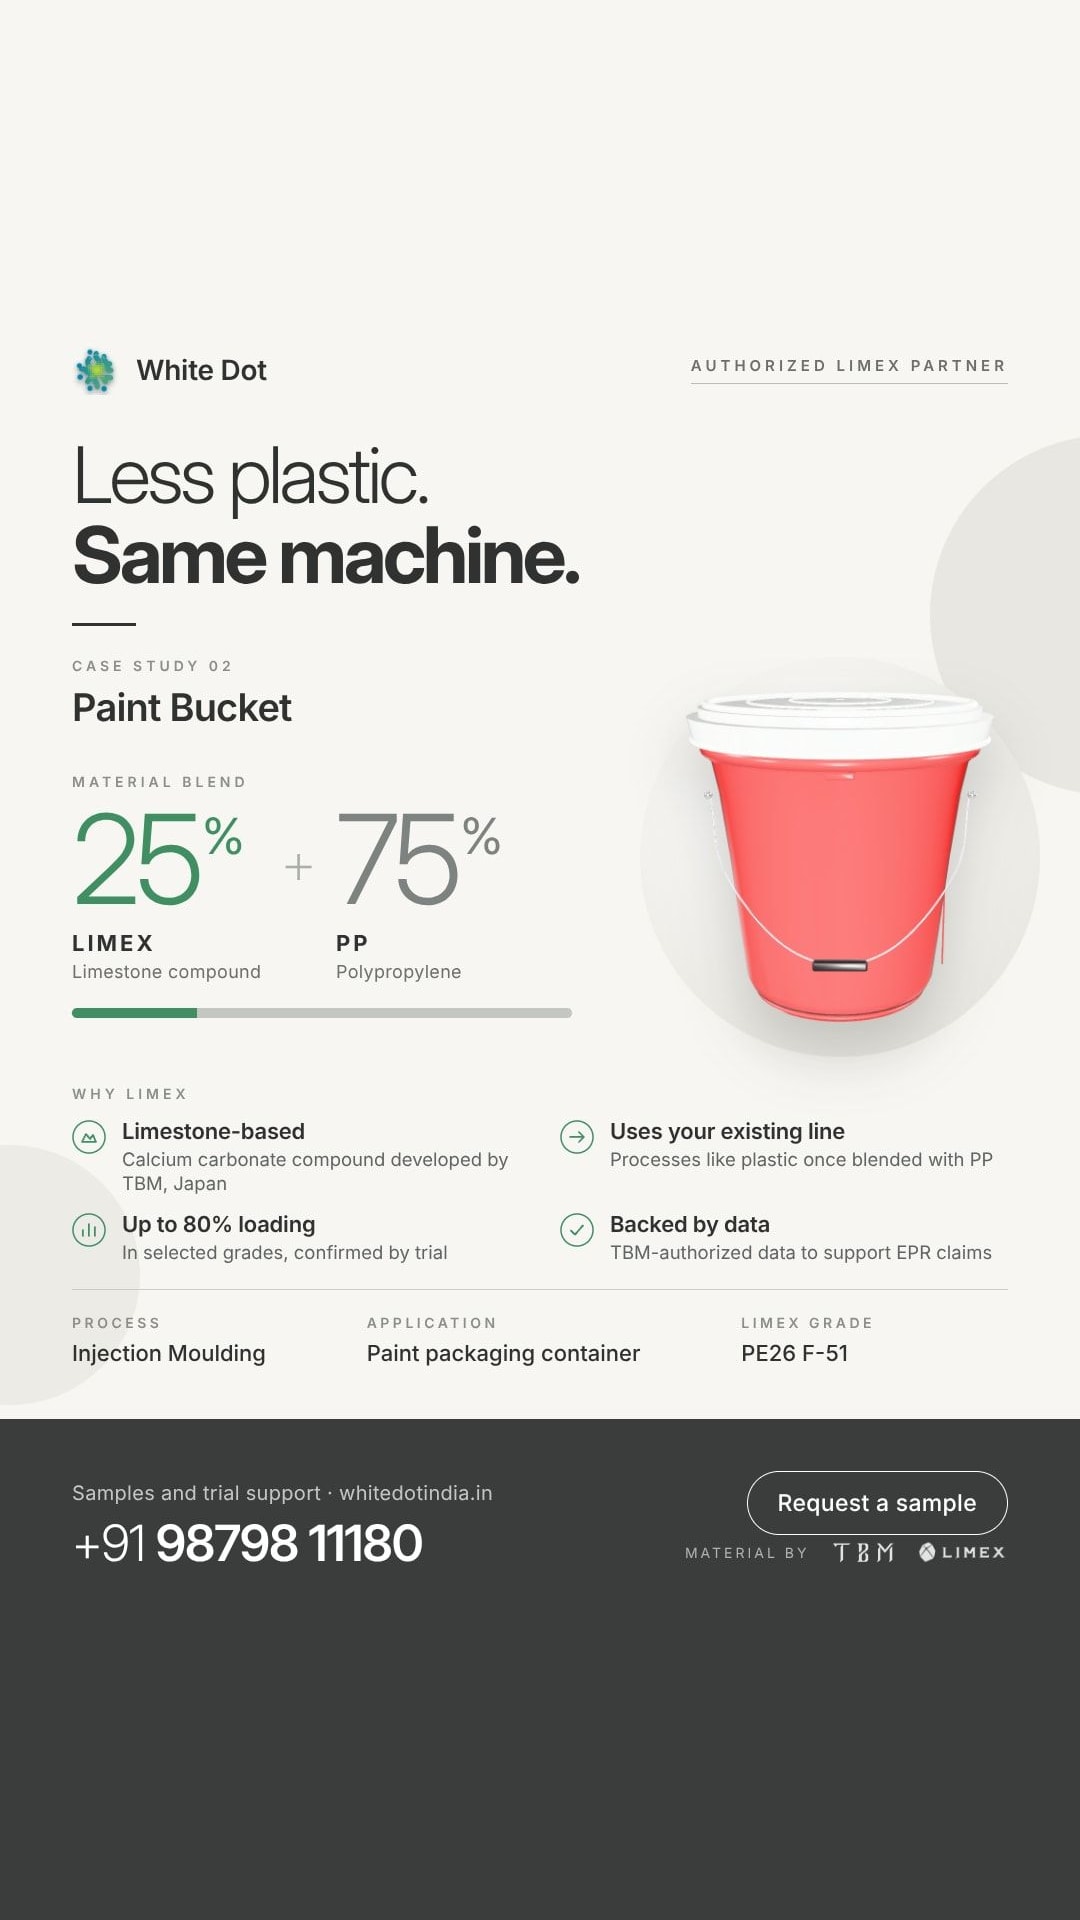 White Dot
AUTHORIZED LIMEX PARTNER
Less plastic.
Same machine.
CASE STUDY 02
Paint Bucket
MATERIAL BLEND
25% + 75%
LIMEX
Limestone compound
PP
Polypropylene
WHY LIMEX
Limestone-based
Calcium carbonate compound developed by
TBM, Japan
Uses your existing line
Processes like plastic once blended with PP
Up to 80% loading
In selected grades, confirmed by trial
Backed by data
TBM-authorized data to support EPR claims
PROCESS
Injection Moulding
APPLICATION
Paint packaging container
LIMEX GRADE
PE26 F-51
Samples and trial support · whitedotindia.in
+91 98798 11180
Request a sample
MATERIAL BY TBM LIMEX